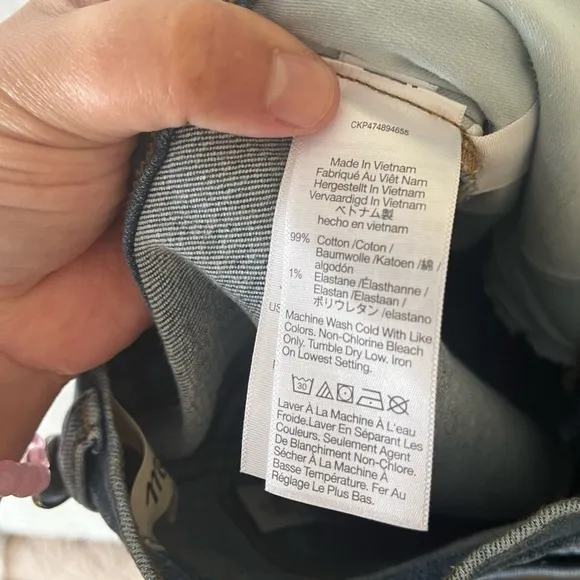 CKP474894655
Made In Vietnam
Fabriqué Au Viêt Nam
Hergestellt In Vietnam
Vervaardigd In Vietnam
ベトナム製
hecho en vietnam
99% Cotton /Coton /
Baumwolle /Katoen /綿 /
algodón
1% Elastane /Élasthanne /
Elastan /Elastaan /
ポリウレタン /elastano
US
Machine Wash Cold With Like
Colors. Non-Chlorine Bleach
Only. Tumble Dry Low. Iron
On Lowest Setting.
30
Laver À La Machine À L'eau
Froide.Laver En Séparant Les
Couleurs, Seulement Agent
De Blanchiment Non-Chlore.
Sécher À La Machine À
Basse Température. Fer Au
Réglage Le Plus Bas.